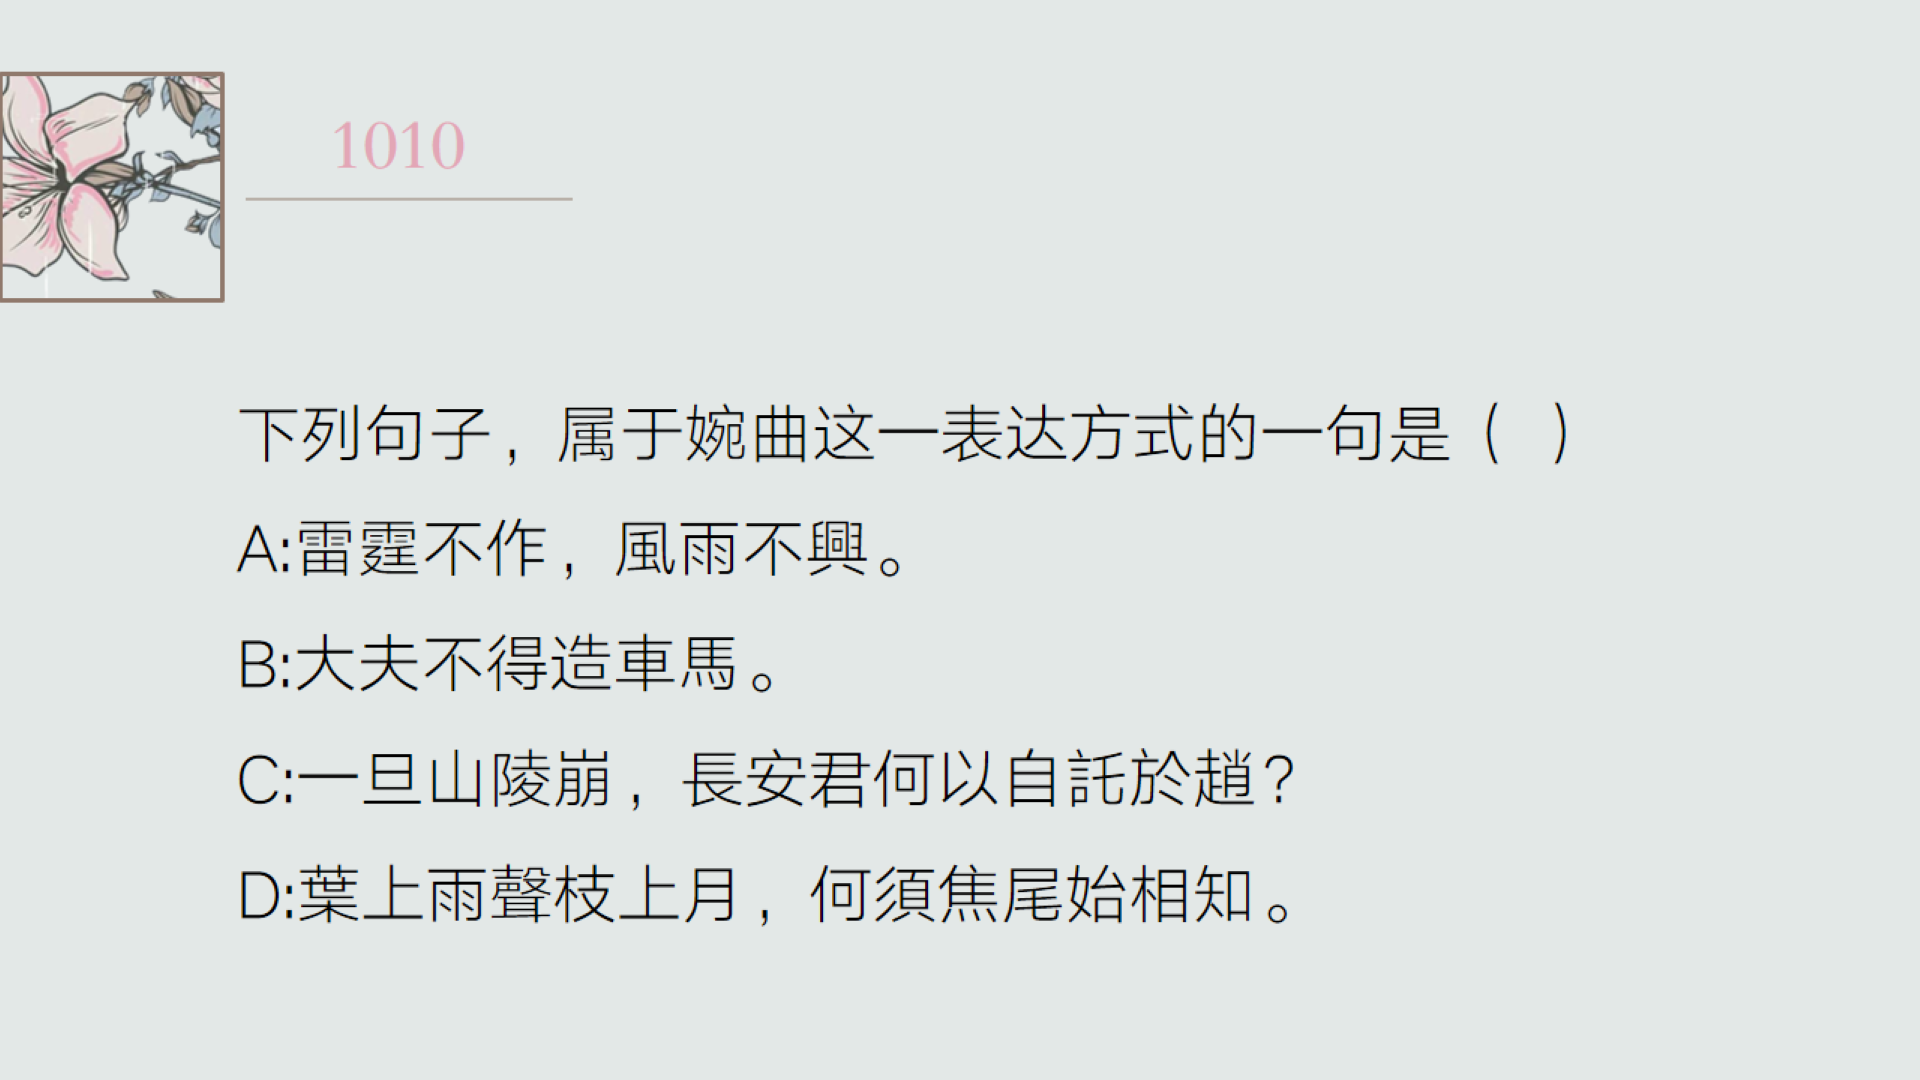 1010
下列句子，属于婉曲这一表达方式的一句是（ ）
A:雷霆不作，風雨不興。
B:大夫不得造車馬。
C:一旦山陵崩，長安君何以自託於趙？
D:葉上雨聲枝上月，何須焦尾始相知。